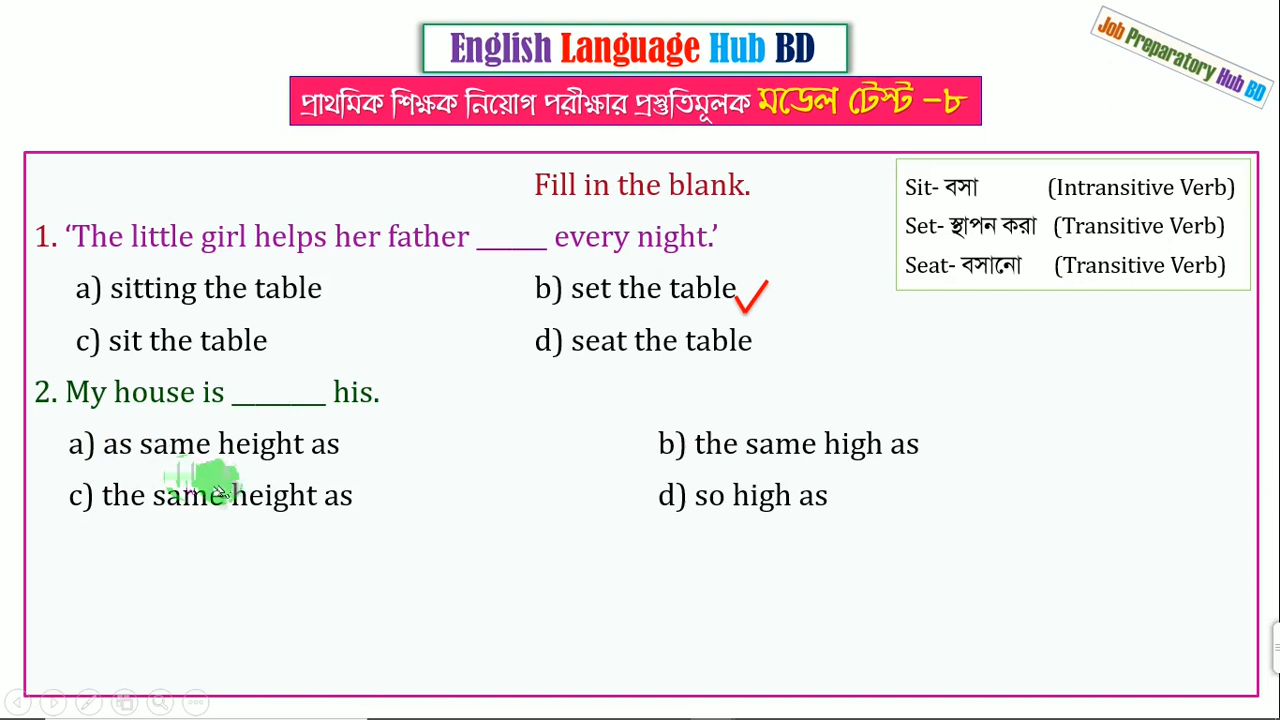 English Language Hub BD
Job Preparatory Hub BD
প্রাথমিক শিক্ষক নিয়োগ পরীক্ষার প্রস্তুতিমূলক মডেল টেস্ট -৮
Fill in the blank.
Sit- বসা (Intransitive Verb)
Set- স্থাপন করা (Transitive Verb)
Seat- বসানো (Transitive Verb)
1. ‘The little girl helps her father ______ every night.’
a) sitting the table b) set the table
c) sit the table d) seat the table
2. My house is ________ his.
a) as same height as b) the same high as
c) the same height as d) so high as